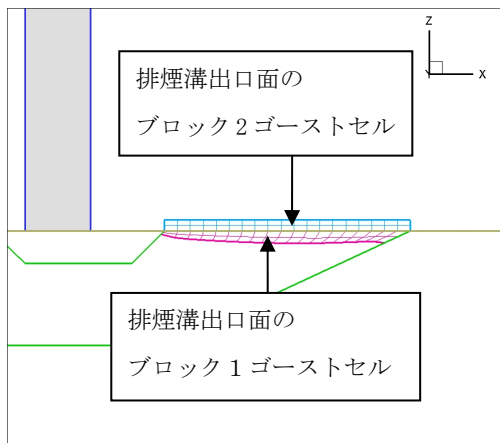 z
x
Y
排煙溝出口面の
ブロック２ゴーストセル
排煙溝出口面の
ブロック１ゴーストセル